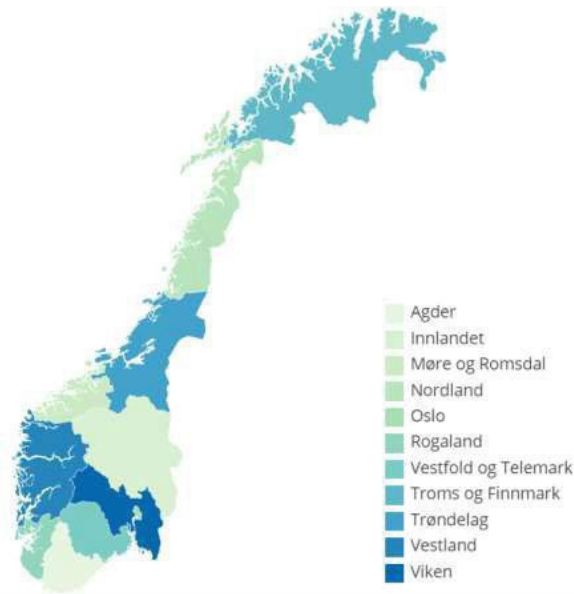 Agder
Innlandet
Møre og Romsdal
Nordland
Oslo
Rogaland
Vestfold og Telemark
Troms og Finnmark
Trøndelag
Vestland
Viken